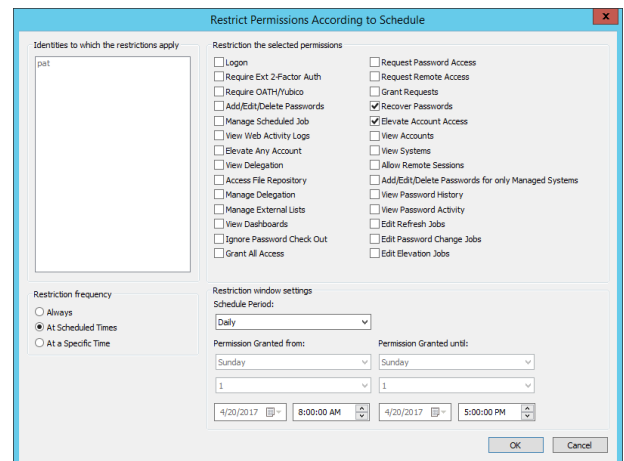 Restrict Permissions According to Schedule
x
Identities to which the restrictions apply
pat
Restriction the selected permissions
Logon
Require Ext 2-Factor Auth
Require OATH/Yubico
Add/Edit/Delete Passwords
Manage Scheduled Job
View Web Activity Logs
Elevate Any Account
View Delegation
Access File Repository
Manage Delegation
Manage External Lists
View Dashboards
Ignore Password Check Out
Grant All Access
Request Password Access
Request Remote Access
Grant Requests
Recover Passwords
Elevate Account Access
View Accounts
View Systems
Allow Remote Sessions
Add/Edit/Delete Passwords for only Managed Systems
View Password History
View Password Activity
Edit Refresh Jobs
Edit Password Change Jobs
Edit Elevation Jobs
Restriction frequency
Always
At Scheduled Times
At a Specific Time
Restriction window settings
Schedule Period:
Daily
Permission Granted from: Permission Granted until:
Sunday Sunday
1 1
4/20/2017 8:00:00 AM 4/20/2017 5:00:00 PM
OK Cancel